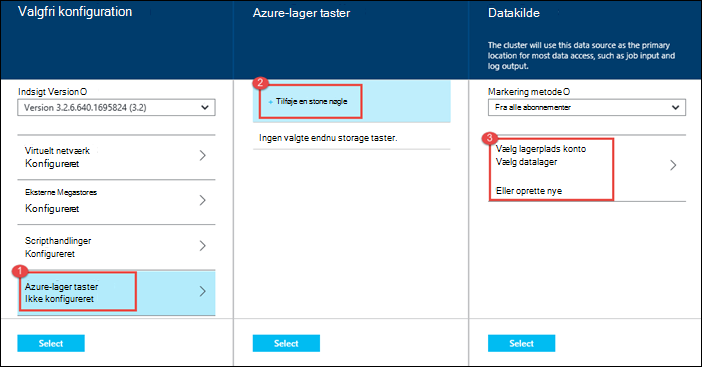 Valgfri konfiguration
Indsigt Version O
Version 3.2.6.640.1695824 (3.2)
Virtuelt netværk
Konfigureret
Eksterne Megastores
Konfigureret
Scripthandlinger
Konfigureret
1
Azure-lager taster
Ikke konfigureret
Select
Azure-lager taster
2
+ Tilføje en stone nøgle
Ingen valgte endnu storage taster.
Select
Datakilde
The cluster will use this data source as the primary
location for most data access, such as job input and
log output.
Markering metode O
Fra alle abonnementer
3
Vælg lagerplads konto
Vælg datalager
Eller oprette nye
Select